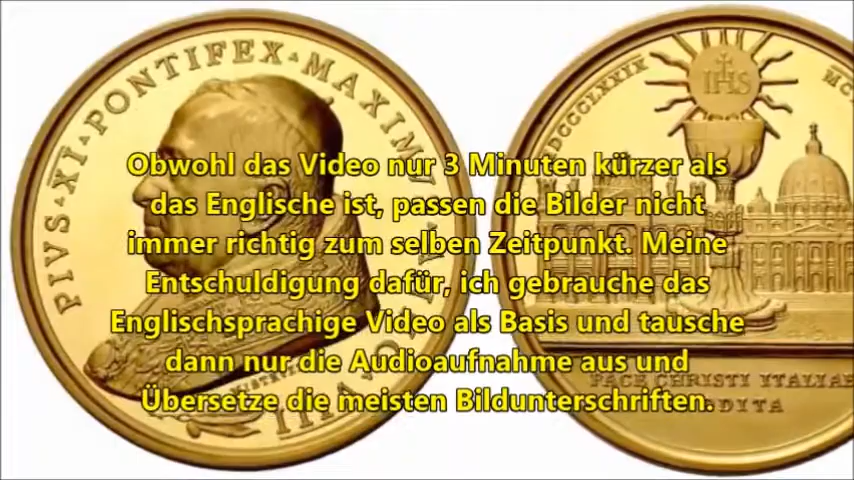 PIVS·XI·PONTIFEX·MAXIMVS
MISTRUZZI
DCCCLXXIX
IHS
Obwohl das Video nur 3 Minuten kürzer als
das Englische ist, passen die Bilder nicht
immer richtig zum selben Zeitpunkt. Meine
Entschuldigung dafür, ich gebrauche das
Englischsprachige Video als Basis und tausche
dann nur die Audioaufnahme aus und
Übersetze die meisten Bildunterschriften.
PACE CHRISTI ITALIAE